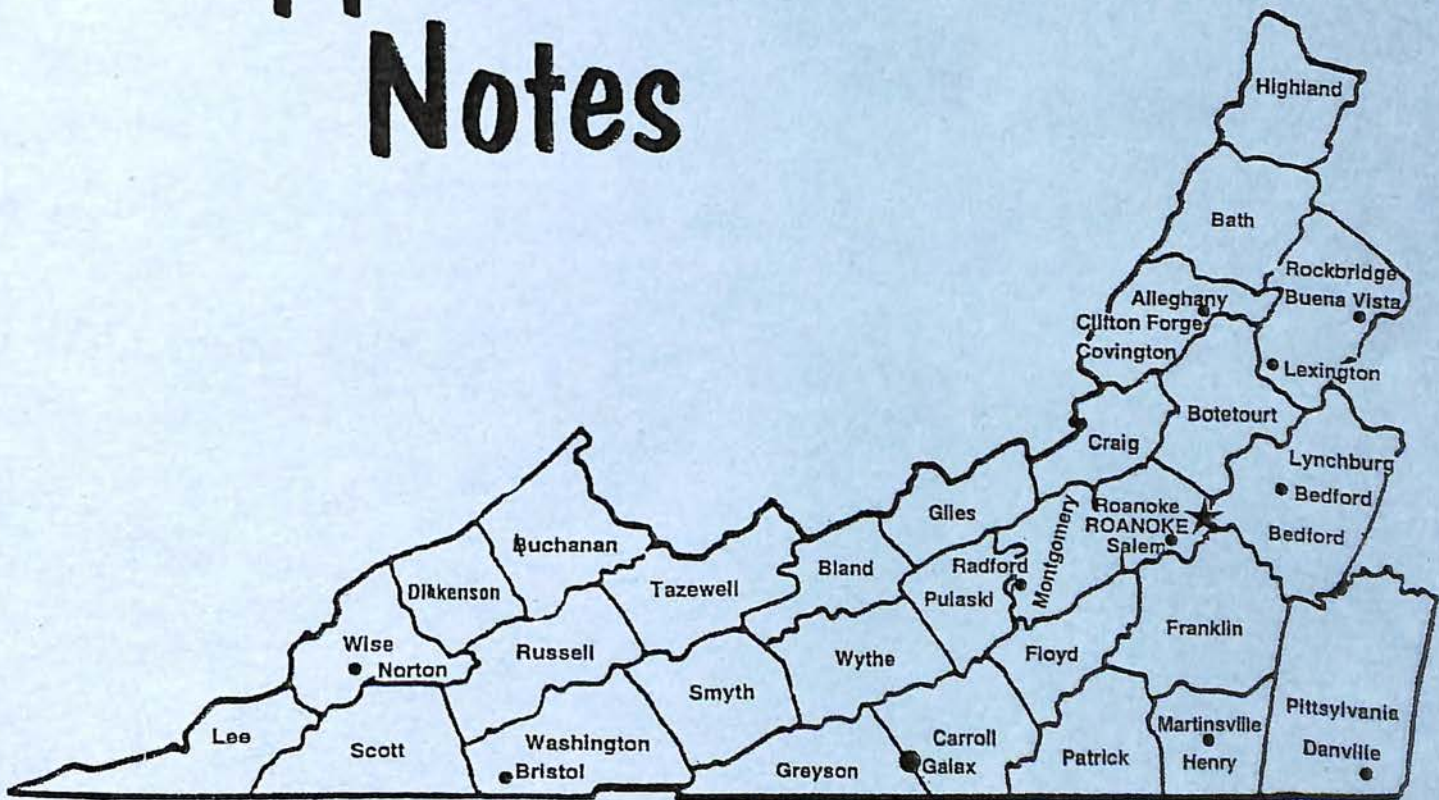 Notes
Highland
Bath
Rockbridge
Alleghany
Buena Vista
Clifton Forge
Covington
Lexington
Botetourt
Craig
Lynchburg
Bedford
Bedford
Giles
Montgomery
Roanoke
ROANOKE
Salem
Buchanan
Bland
Radford
Pulaski
Dikenson
Tazewell
Franklin
Wise
Norton
Russell
Wythe
Floyd
Smyth
Pittsylvania
Lee
Scott
Washington
Bristol
Grayson
Carroll
Galax
Patrick
Martinsville
Henry
Danville